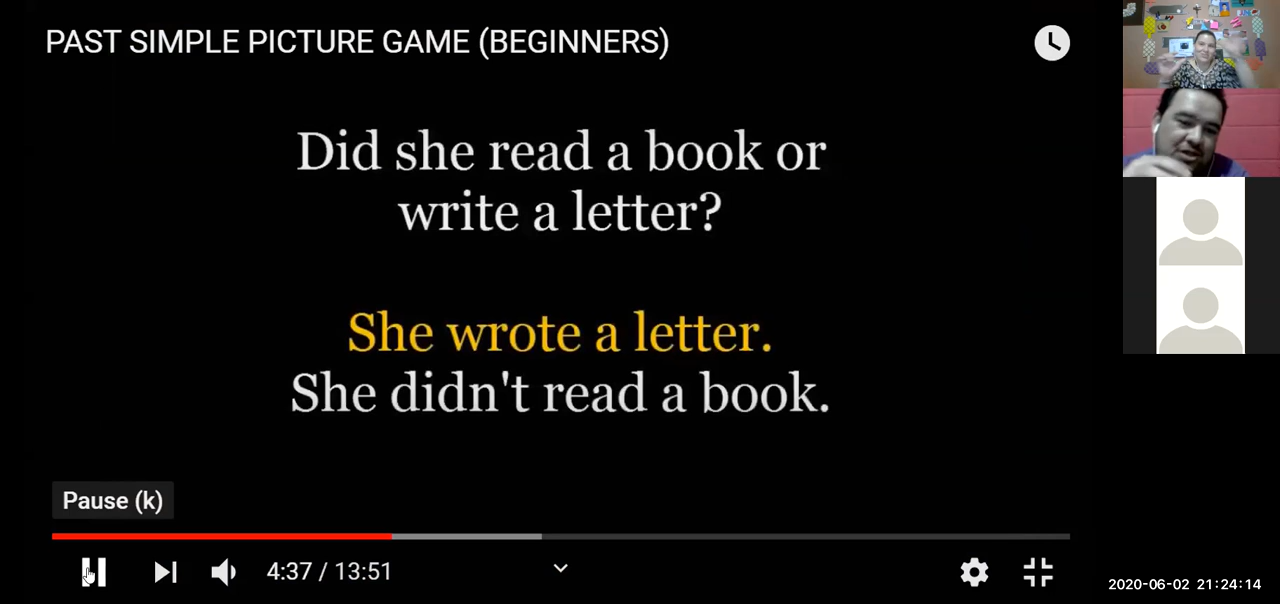 PAST SIMPLE PICTURE GAME (BEGINNERS)
Did she read a book or
write a letter?
She wrote a letter.
She didn't read a book.
Pause (k)
4:37 / 13:51
2020-06-02 21:24:14